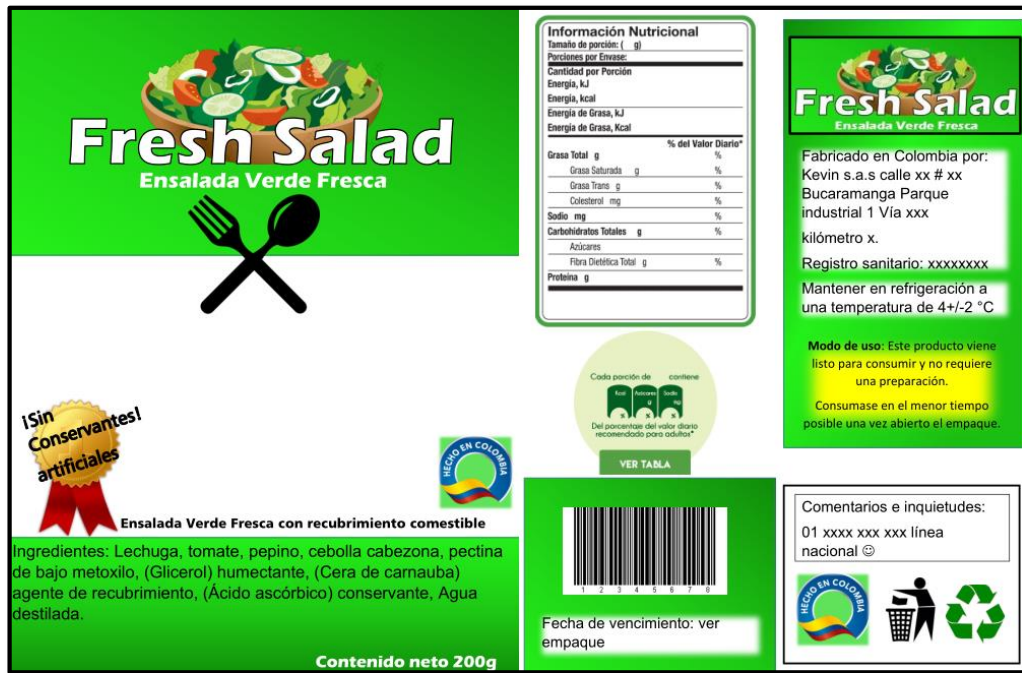 Fresh Salad
Ensalada Verde Fresca
¡Sin
Conservantes!
artificiales
HECHO EN COLOMBIA
Ensalada Verde Fresca con recubrimiento comestible
Ingredientes: Lechuga, tomate, pepino, cebolla cabezona, pectina
de bajo metoxilo, (Glicerol) humectante, (Cera de carnauba)
agente de recubrimiento, (Ácido ascórbico) conservante, Agua
destilada.
Contenido neto 200g
Información Nutricional
Tamaño de porción: ( g)
Porciones por Envase:
Cantidad por Porción
Energía, kJ
Energía, kcal
Energía de Grasa, kJ
Energía de Grasa, Kcal
% del Valor Diario*
Grasa Total g %
Grasa Saturada g %
Grasa Trans g %
Colesterol mg %
Sodio mg %
Carbohidratos Totales g %
Azúcares
Fibra Dietética Total g %
Proteína g
Cada porción de contiene
Kcal Azúcares Sodio
g mg
% % %
Del porcentaje del valor diario
recomendado para adultos*
VER TABLA
1 2 3 4 5 6 7 8
Fecha de vencimiento: ver
empaque
Fresh Salad
Ensalada Verde Fresca
Fabricado en Colombia por:
Kevin s.a.s calle xx # xx
Bucaramanga Parque
industrial 1 Vía xxx
kilómetro x.
Registro sanitario: xxxxxxxx
Mantener en refrigeración a
una temperatura de 4+/-2 °C
Modo de uso: Este producto viene
listo para consumir y no requiere
una preparación.
Consumase en el menor tiempo
posible una vez abierto el empaque.
Comentarios e inquietudes:
01 xxxx xxx xxx línea
nacional ☺
HECHO EN COLOMBIA